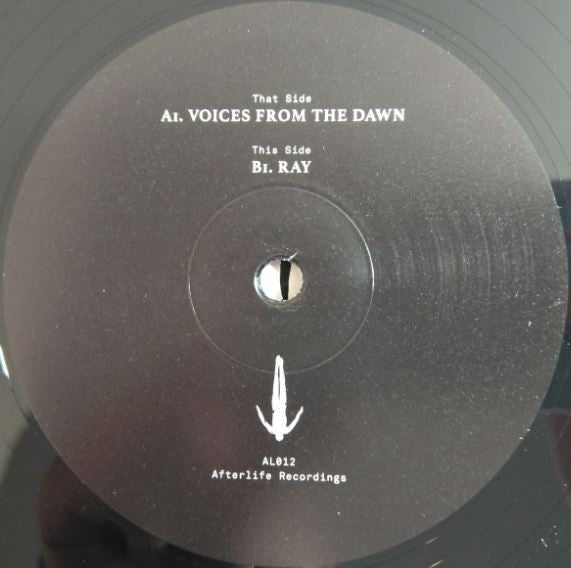 That Side
A1. VOICES FROM THE DAWN
This Side
B1. RAY
AL012
Afterlife Recordings